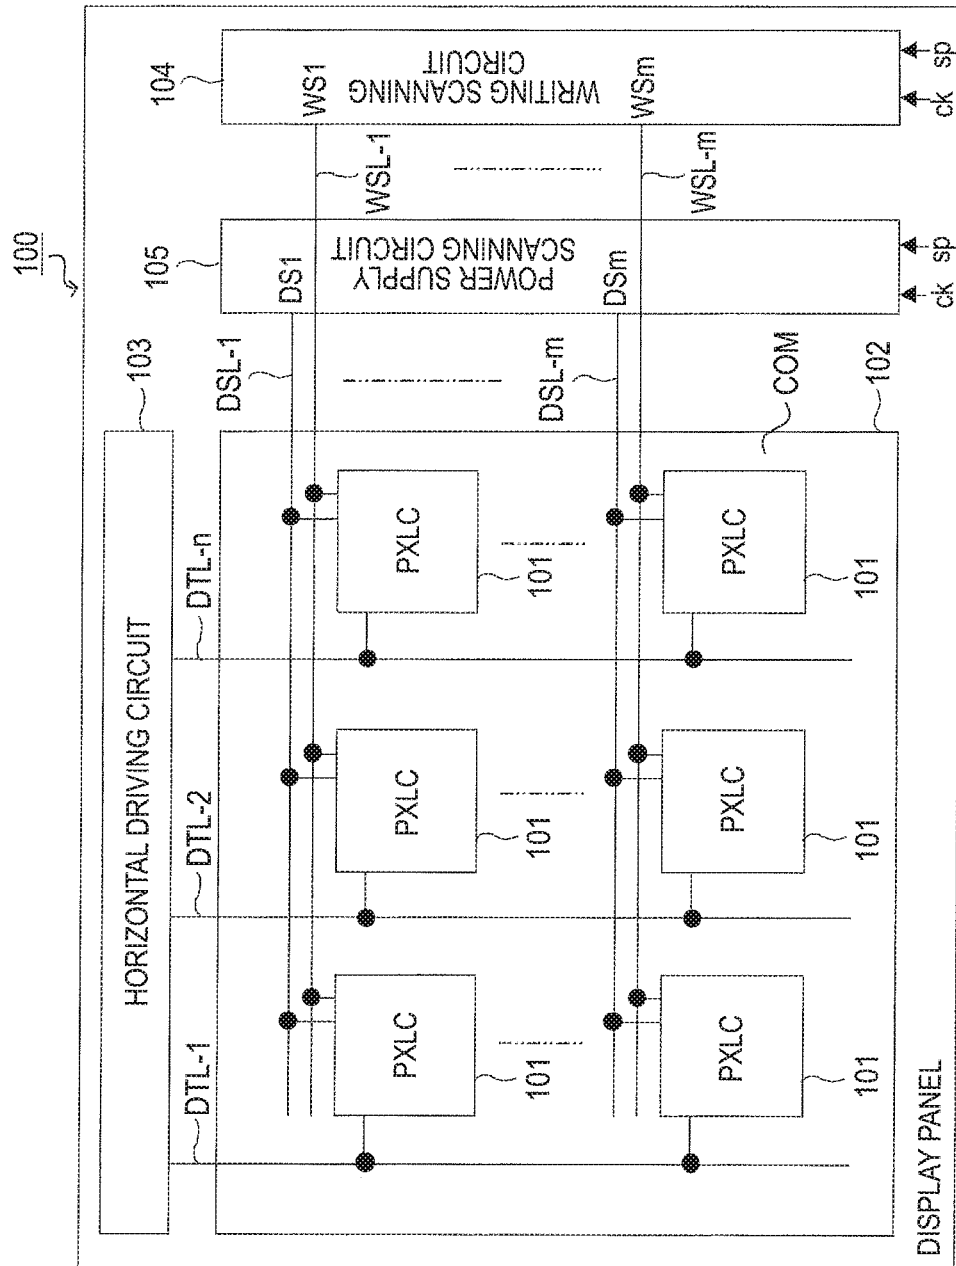 100
103
HORIZONTAL DRIVING CIRCUIT
105
104
DTL-1
DTL-2
DTL-n
DSL-1
DS1
POWER SUPPLY
SCANNING CIRCUIT
WSL-1
WS1
WRITING SCANNING
CIRCUIT
PXLC
PXLC
PXLC
101
101
101
DSL-m
DSm
WSL-m
WSm
PXLC
PXLC
PXLC
COM
101
101
101
102
ck
sp
ck
sp
DISPLAY PANEL